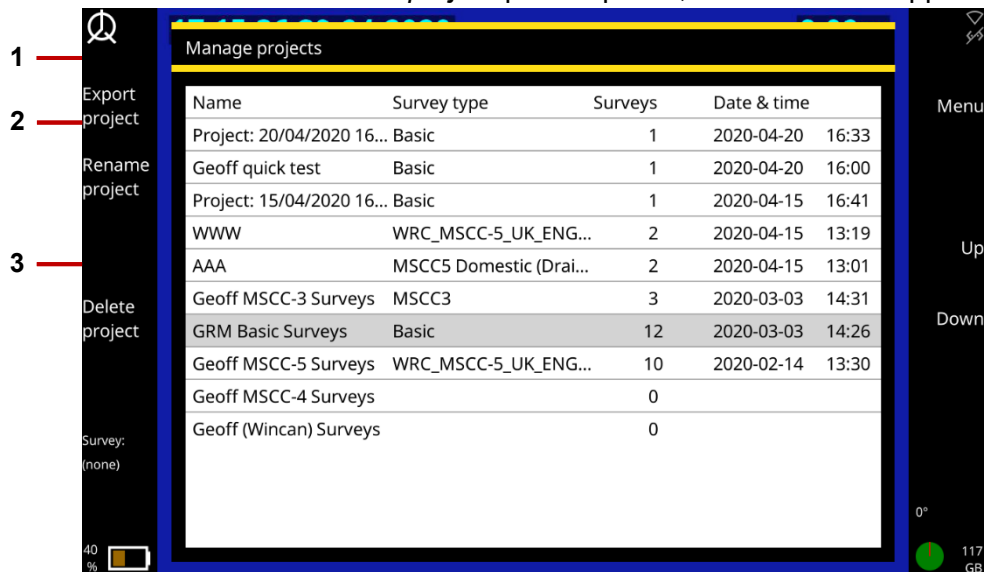 Manage projects
1
Export
project
2
Rename
project
3
Delete
project
Survey:
(none)
40
%
Name Survey type Surveys Date & time
Project: 20/04/2020 16... Basic 1 2020-04-20 16:33
Geoff quick test Basic 1 2020-04-20 16:00
Project: 15/04/2020 16... Basic 1 2020-04-15 16:41
WWW WRC_MSCC-5_UK_ENG... 2 2020-04-15 13:19
AAA MSCC5 Domestic (Drai... 2 2020-04-15 13:01
Geoff MSCC-3 Surveys MSCC3 3 2020-03-03 14:31
GRM Basic Surveys Basic 12 2020-03-03 14:26
Geoff MSCC-5 Surveys WRC_MSCC-5_UK_ENG... 10 2020-02-14 13:30
Geoff MSCC-4 Surveys 0
Geoff (Wincan) Surveys 0
Menu
Up
Down
0°
117
GB